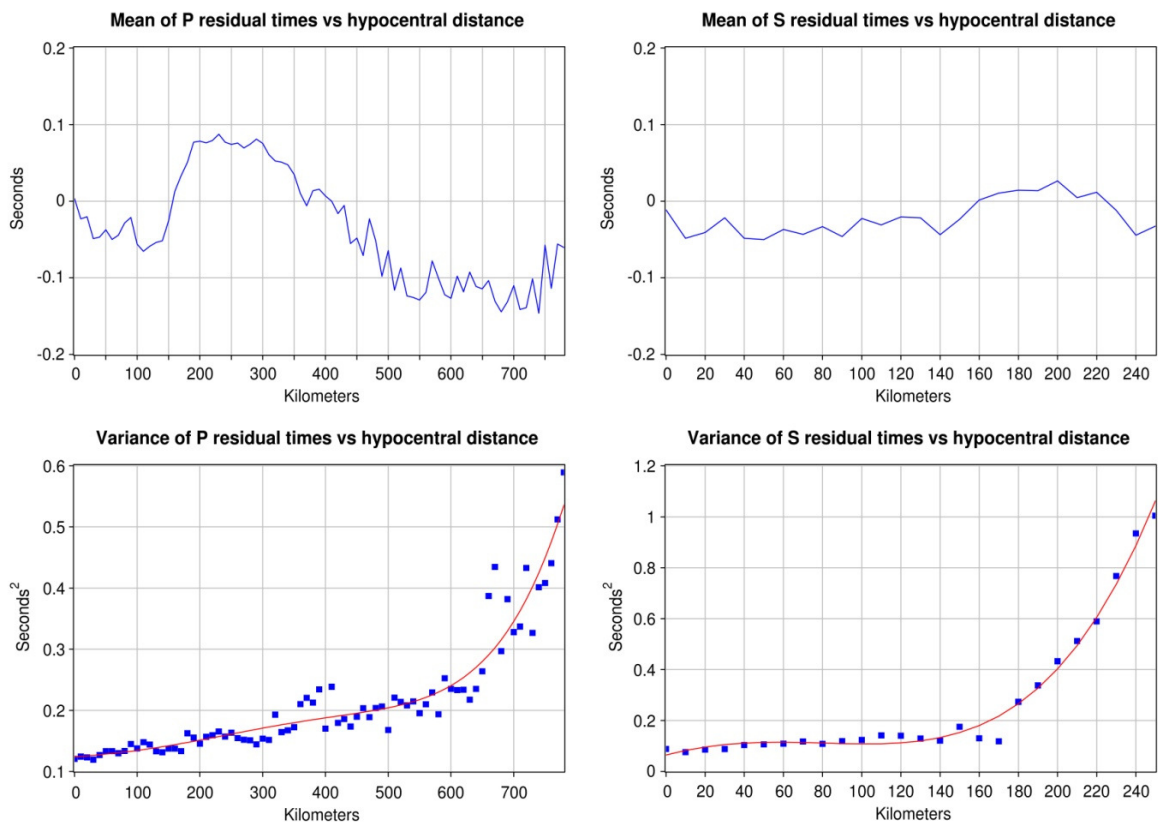 Mean of P residual times vs hypocentral distance
0.2
0.1
0
-0.1
-0.2
Seconds
0 100 200 300 400 500 600 700
Kilometers
Mean of S residual times vs hypocentral distance
0.2
0.1
0
-0.1
-0.2
Seconds
0 20 40 60 80 100 120 140 160 180 200 220 240
Kilometers
Variance of P residual times vs hypocentral distance
0.6
0.5
0.4
0.3
0.2
0.1
Seconds²
0 100 200 300 400 500 600 700
Kilometers
Variance of S residual times vs hypocentral distance
1.2
1
0.8
0.6
0.4
0.2
0
Seconds²
0 20 40 60 80 100 120 140 160 180 200 220 240
Kilometers